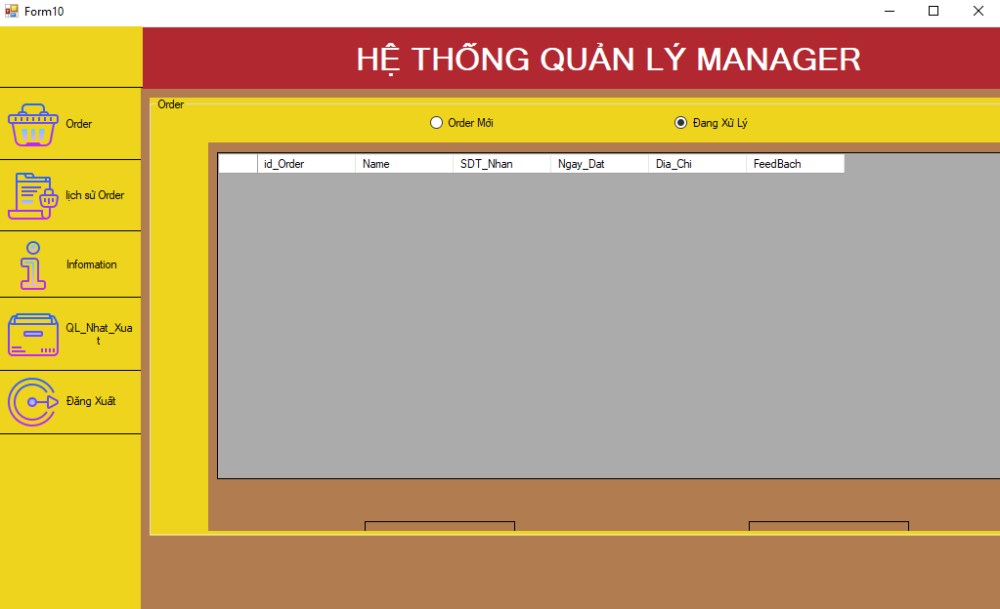 Form10
HỆ THỐNG QUẢN LÝ MANAGER
Order
lịch sử Order
Information
QL_Nhat_Xua
t
Đăng Xuất
Order
Order Mới
Đang Xử Lý
id_Order
Name
SDT_Nhan
Ngay_Dat
Dia_Chi
FeedBach